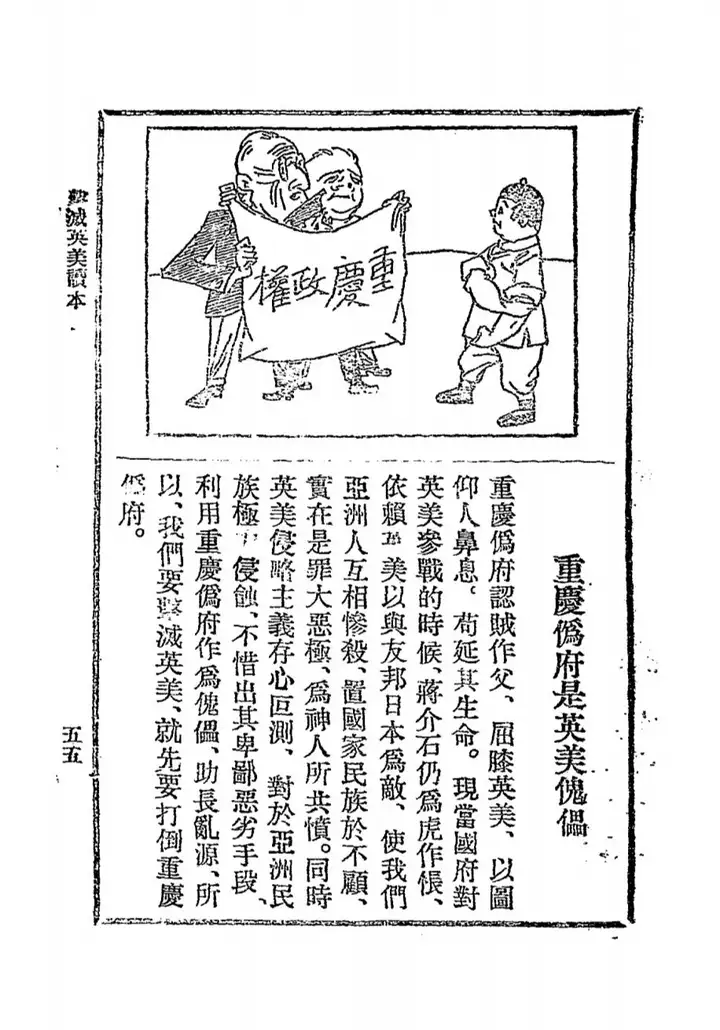 重慶政權
重慶僞府是英美傀儡
重慶僞府認賊作父、屈膝英美、以圖
仰人鼻息。苟延其生命。現當國府對
英美參戰的時候、蔣介石仍爲虎作悵、
依賴英美以與友邦日本爲敵、使我們
亞洲人互相慘殺、置國家民族於不顧、
實在是罪大惡極、爲神人所共憤。同時
英美侵略主義存心叵測、對於亞洲民
族極侵蝕、不惜出其卑鄙惡劣手段、
利用重慶僞府作爲傀儡、助長亂源、所
以、我們要擊滅英美、就先要打倒重慶
僞府。
擊滅英美讀本
五五